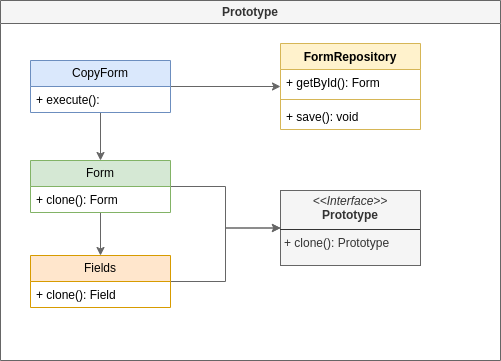 Prototype
CopyForm
+ execute():
FormRepository
+ getById(): Form
+ save(): void
Form
+ clone(): Form
<<Interface>>
Prototype
+ clone(): Prototype
Fields
+ clone(): Field